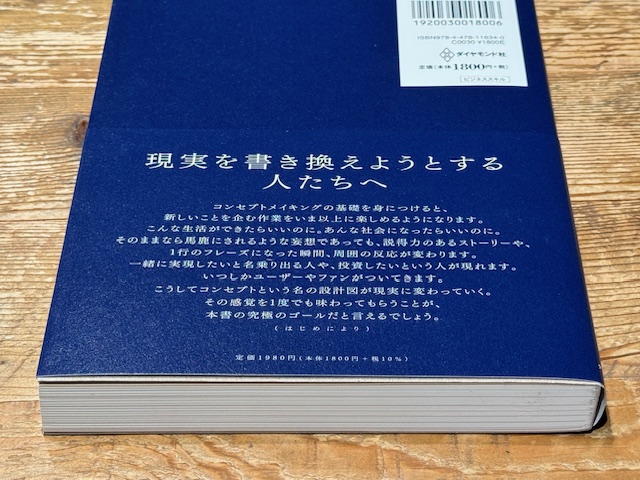 1920030018006
ISBN978-4-478-11634-0
C0030 ¥1800E
ダイヤモンド社
定価(本体1800円+税)
ビジネススキル
現実を書き換えようとする
人たちへ
コンセプトメイキングの基礎を身につけると、
新しいことを企む作業をいま以上に楽しめるようになります。
こんな生活ができたらいいのに。あんな社会になったらいいのに。
そのままなら馬鹿にされるような妄想であっても、説得力のあるストーリーや、
1行のフレーズになった瞬間、周囲の反応が変わります。
一緒に実現したいと名乗り出る人や、投資したいという人が現れます。
いつしかユーザーやファンがついてきます。
こうしてコンセプトという名の設計図が現実に変わっていく。
その感覚を1度でも味わってもらうことが、
本書の究極のゴールだと言えるでしょう。
(はじめにより)
定価1980円(本体1800円+税10%)